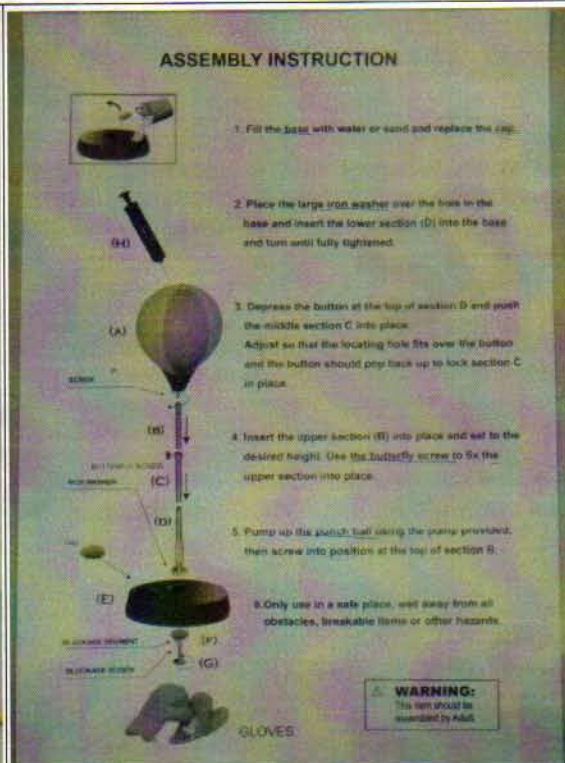 ASSEMBLY INSTRUCTION
1. Fill the base with water or sand and replace the cap.
2. Place the large iron washer over the hole in the
base and insert the lower section (D) into the base
and turn until fully tightened.
(H)
3. Depress the button at the top of section D and push
the middle section C into place.
Adjust so that the locating hole fits over the button
and the button should pop back up to lock section C
in place.
(A)
SCREW
(B)
4. Insert the upper section (B) into place and set to the
desired height. Use the butterfly screw to fix the
upper section into place.
BUTTERFLY SCREW
(C)
IRON WASHER
(D)
5. Pump up the punch ball using the pump provided,
then screw into position at the top of section B.
(E)
6.Only use in a safe place, well away from all
obstacles, breakable items or other hazards.
(F)
(G)
GLOVES
WARNING:
This item should be
assembled by Adult.